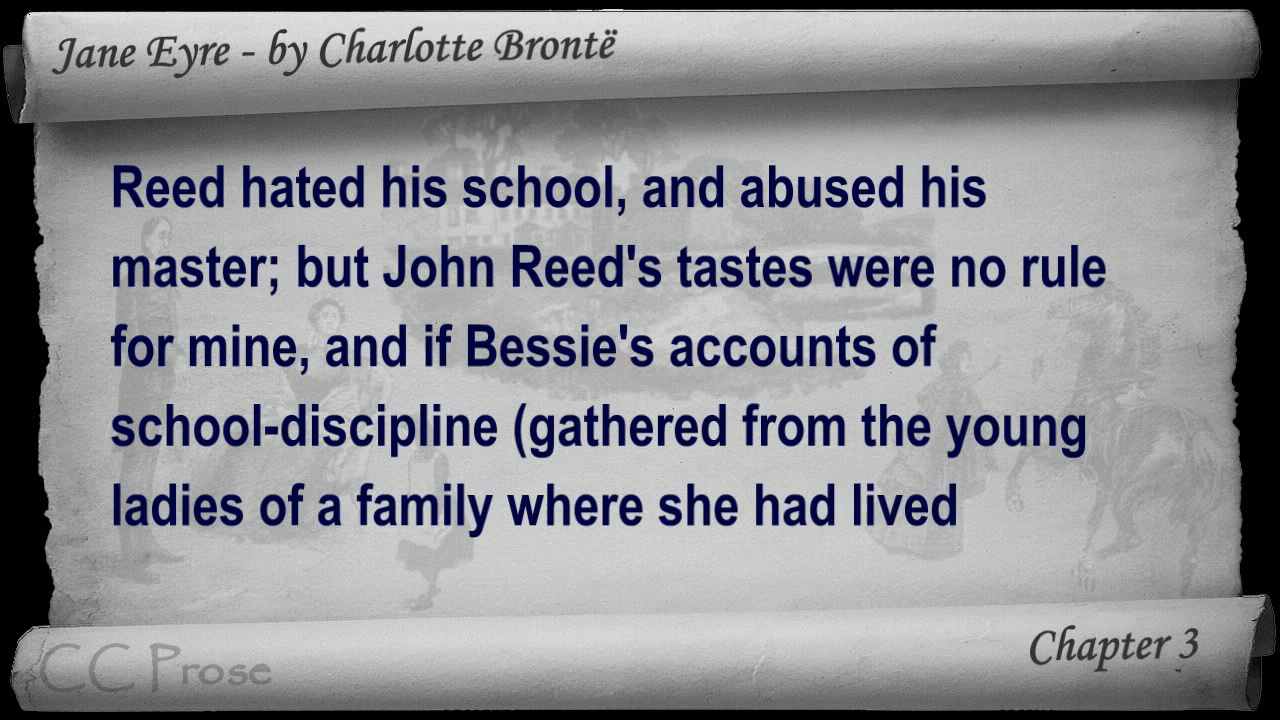 Jane Eyre - by Charlotte Brontë
Reed hated his school, and abused his
master; but John Reed's tastes were no rule
for mine, and if Bessie's accounts of
school-discipline (gathered from the young
ladies of a family where she had lived
Chapter 3
CC Prose